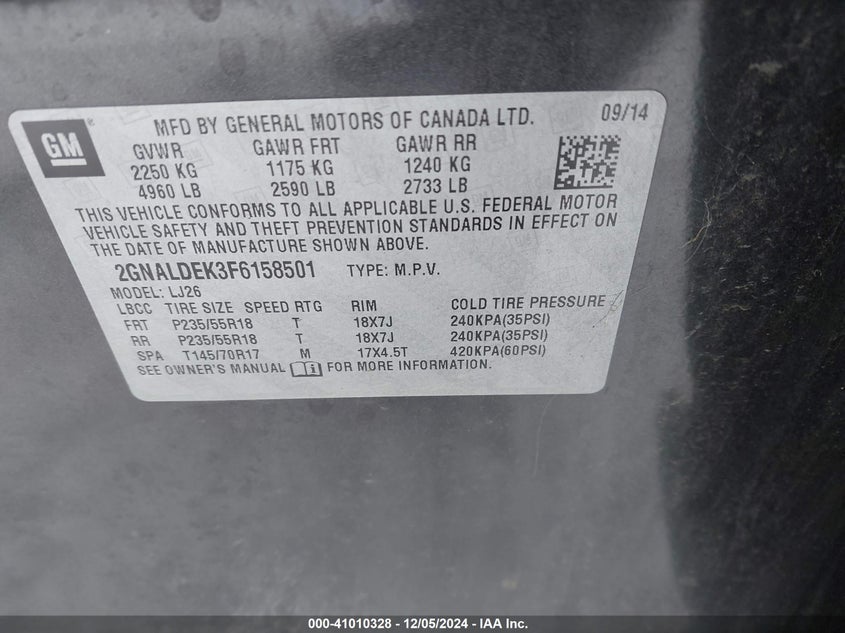 GM® MFD BY GENERAL MOTORS OF CANADA LTD. 09/14
GVWR GAWR FRT GAWR RR
2250 KG 1175 KG 1240 KG
4960 LB 2590 LB 2733 LB
THIS VEHICLE CONFORMS TO ALL APPLICABLE U.S. FEDERAL MOTOR
VEHICLE SAFETY AND THEFT PREVENTION STANDARDS IN EFFECT ON
THE DATE OF MANUFACTURE SHOWN ABOVE.
2GNALDEK3F6158501 TYPE: M.P.V.
MODEL: LJ26
LBCC TIRE SIZE SPEED RTG RIM COLD TIRE PRESSURE
FRT P235/55R18 T 18X7J 240KPA(35PSI)
RR P235/55R18 T 18X7J 240KPA(35PSI)
SPA T145/70R17 M 17X4.5T 420KPA(60PSI)
SEE OWNER'S MANUAL i FOR MORE INFORMATION.
000-41010328 - 12/05/2024 - IAA Inc.